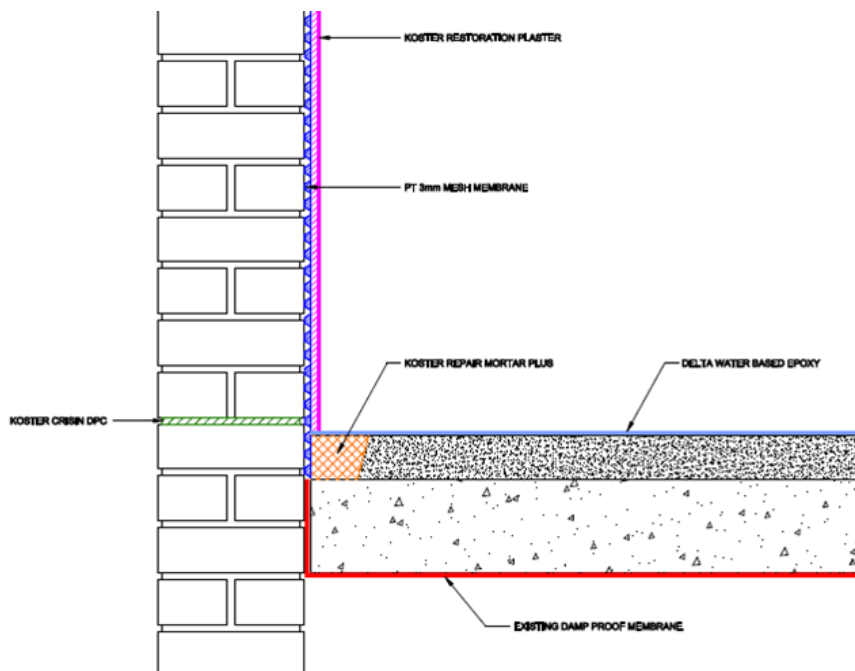 KOSTER RESTORATION PLASTER
PT 3mm MESH MEMBRANE
KOSTER REPAIR MORTAR PLUS
DELTA WATER BASED EPOXY
KOSTER CRISIN DPC
EXISTING DAMP PROOF MEMBRANE